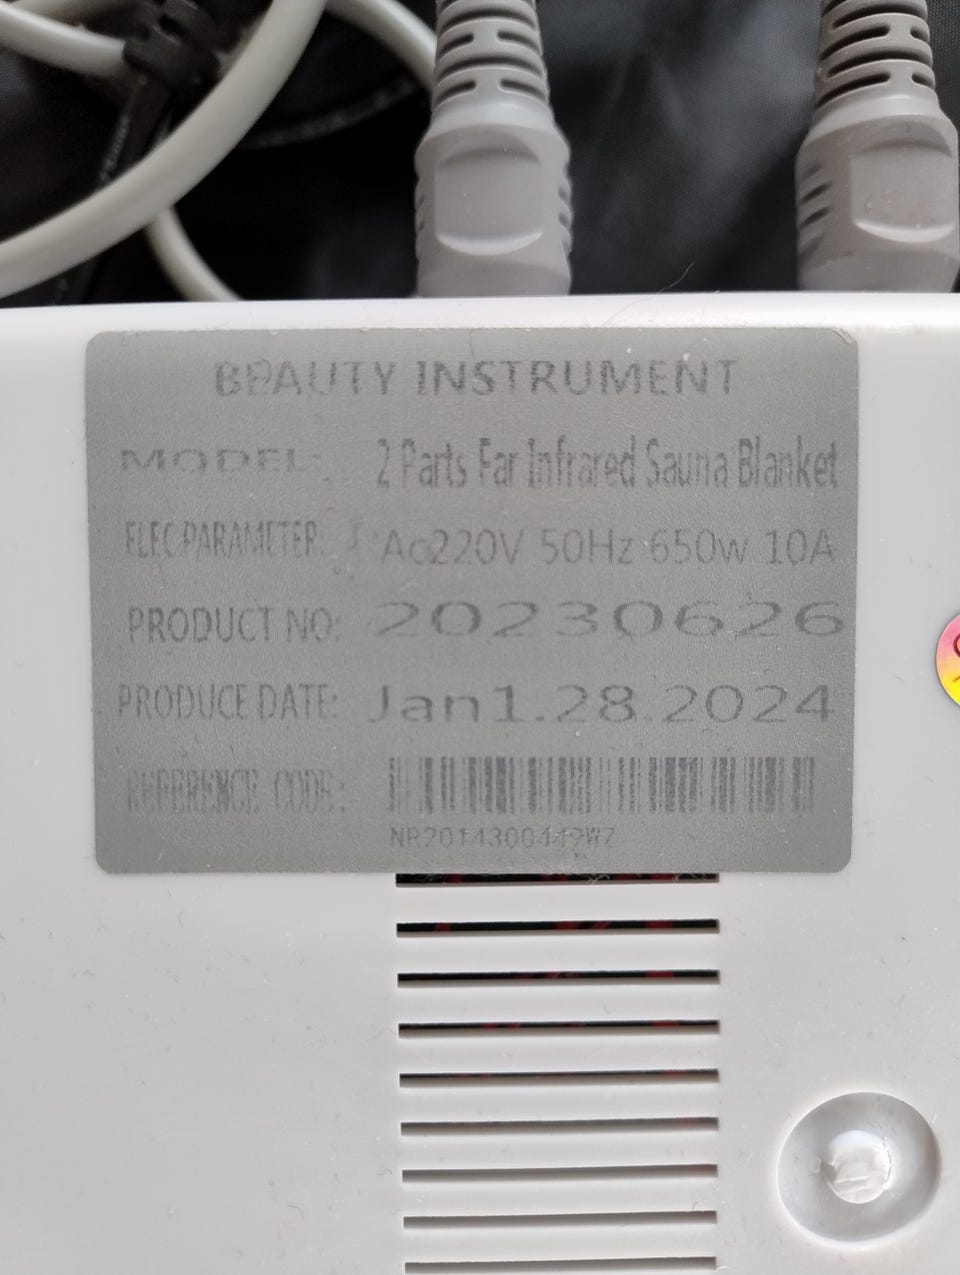 BEAUTY INSTRUMENT
MODEL: 2 Parts Far Infrared Sauna Blanket
ELEC PARAMETER: Ac220V 50Hz 650w 10A
PRODUCT NO: 20230626
PRODUCE DATE: Jan1.28.2024
REFERENCE CODE:
NR2014300449WZ